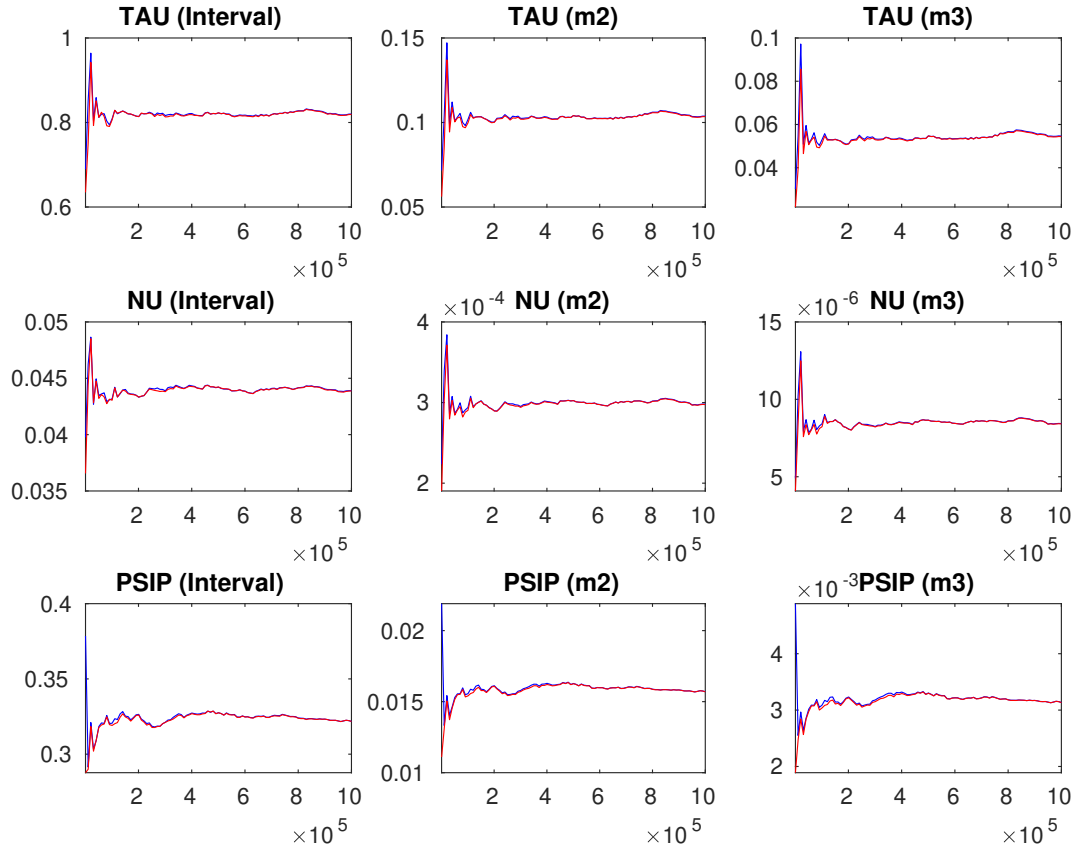 TAU (Interval)
1
0.8
0.6
2 4 6 8 10
×10^5
TAU (m2)
0.15
0.1
0.05
2 4 6 8 10
×10^5
TAU (m3)
0.1
0.08
0.06
0.04
2 4 6 8 10
×10^5
NU (Interval)
0.05
0.045
0.04
0.035
2 4 6 8 10
×10^5
×10^-4 NU (m2)
4
3
2
2 4 6 8 10
×10^5
×10^-6 NU (m3)
15
10
5
2 4 6 8 10
×10^5
PSIP (Interval)
0.4
0.35
0.3
2 4 6 8 10
×10^5
PSIP (m2)
0.02
0.015
0.01
2 4 6 8 10
×10^5
×10^-3 PSIP (m3)
4
3
2
2 4 6 8 10
×10^5